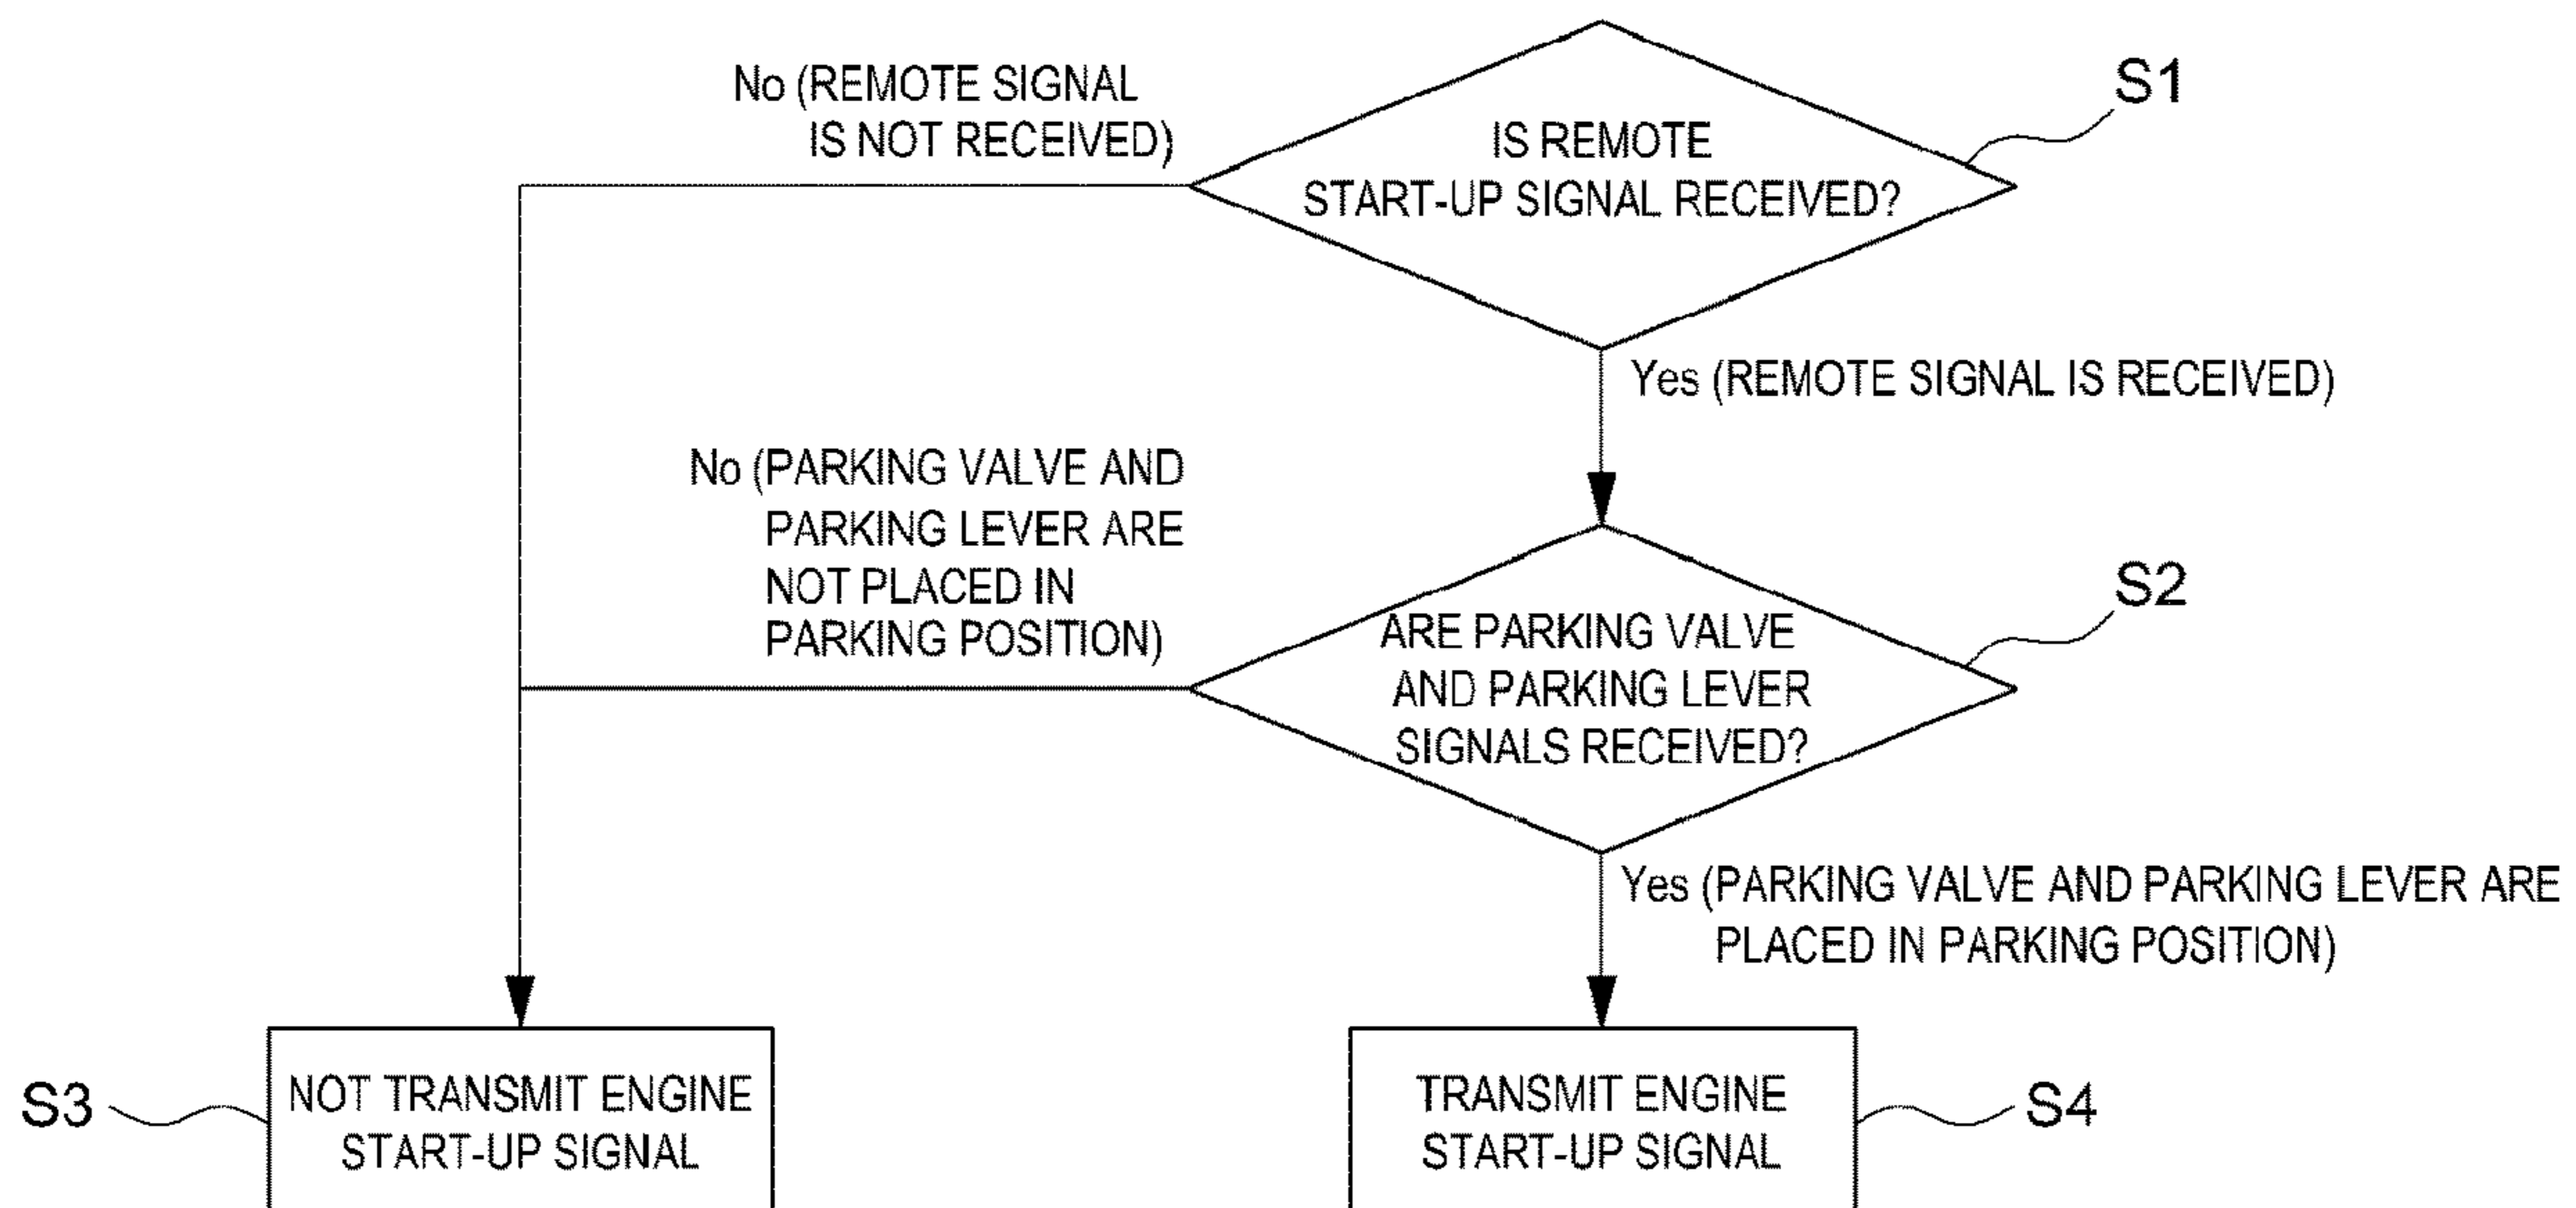 No (REMOTE SIGNAL
IS NOT RECEIVED)
IS REMOTE
START-UP SIGNAL RECEIVED?
S1
Yes (REMOTE SIGNAL IS RECEIVED)
No (PARKING VALVE AND
PARKING LEVER ARE
NOT PLACED IN
PARKING POSITION)
ARE PARKING VALVE
AND PARKING LEVER
SIGNALS RECEIVED?
S2
Yes (PARKING VALVE AND PARKING LEVER ARE
PLACED IN PARKING POSITION)
S3
NOT TRANSMIT ENGINE
START-UP SIGNAL
TRANSMIT ENGINE
START-UP SIGNAL
S4